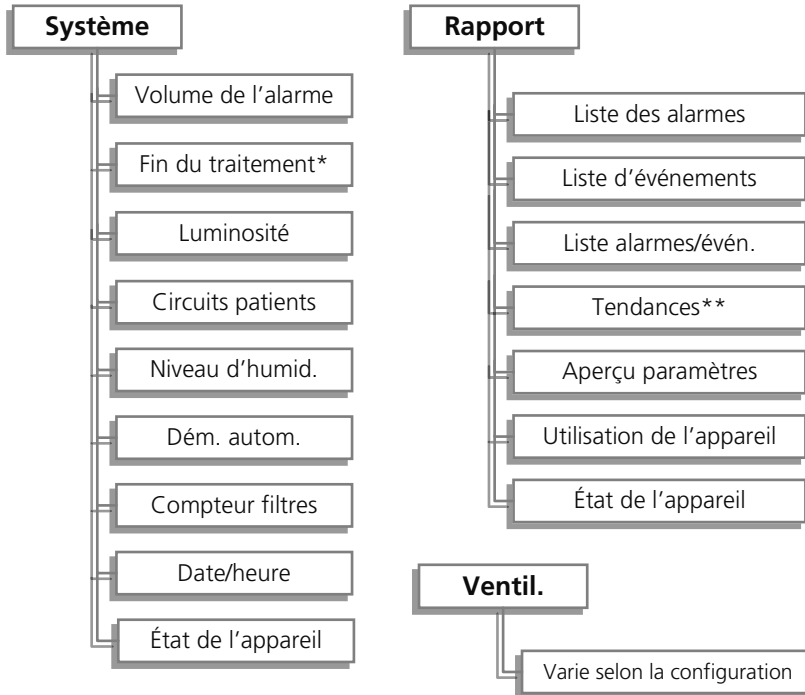 Système
Volume de l'alarme
Fin du traitement*
Luminosité
Circuits patients
Niveau d'humid.
Dém. autom.
Compteur filtres
Date/heure
État de l'appareil
Rapport
Liste des alarmes
Liste d'événements
Liste alarmes/évén.
Tendances**
Aperçu paramètres
Utilisation de l'appareil
État de l'appareil
Ventil.
Varie selon la configuration